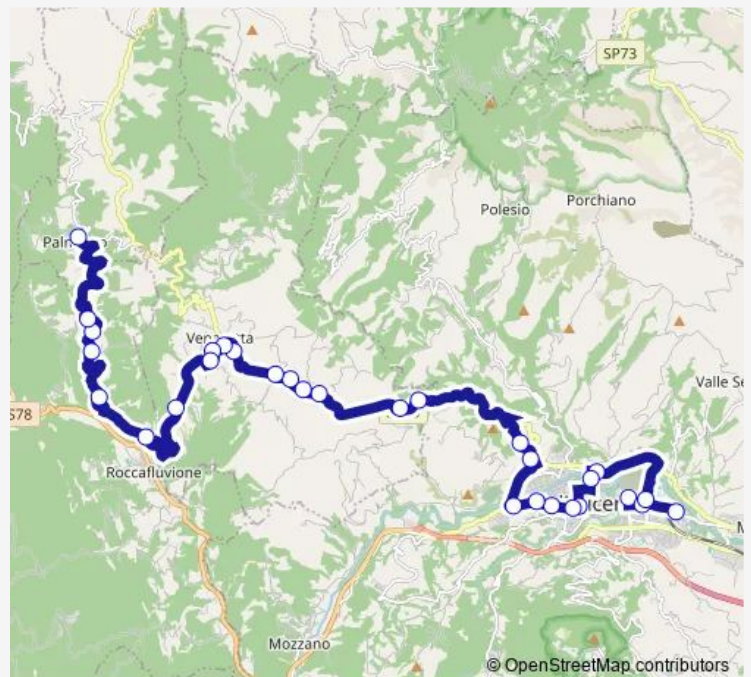 SP73
Polesio
Porchiano
Valle Se
S78
Roccafluvione
Mozzano
© OpenStreetMap contributors